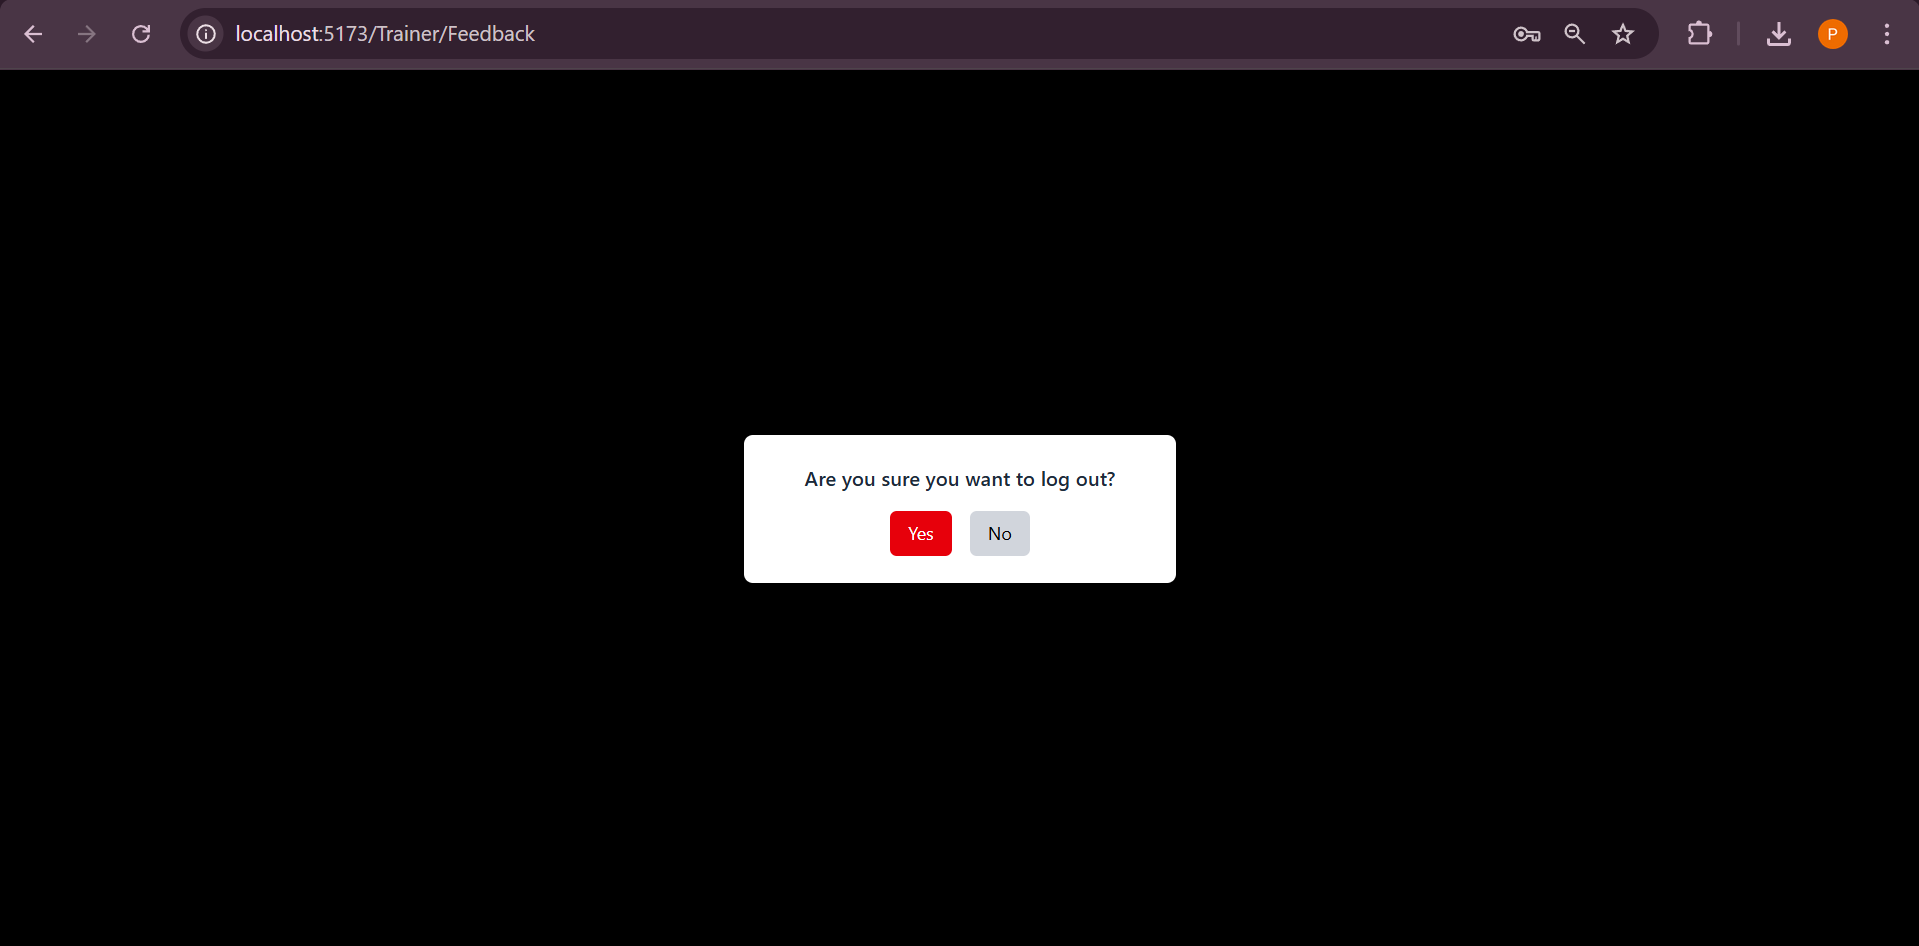 localhost:5173/Trainer/Feedback
P
Are you sure you want to log out?
Yes No